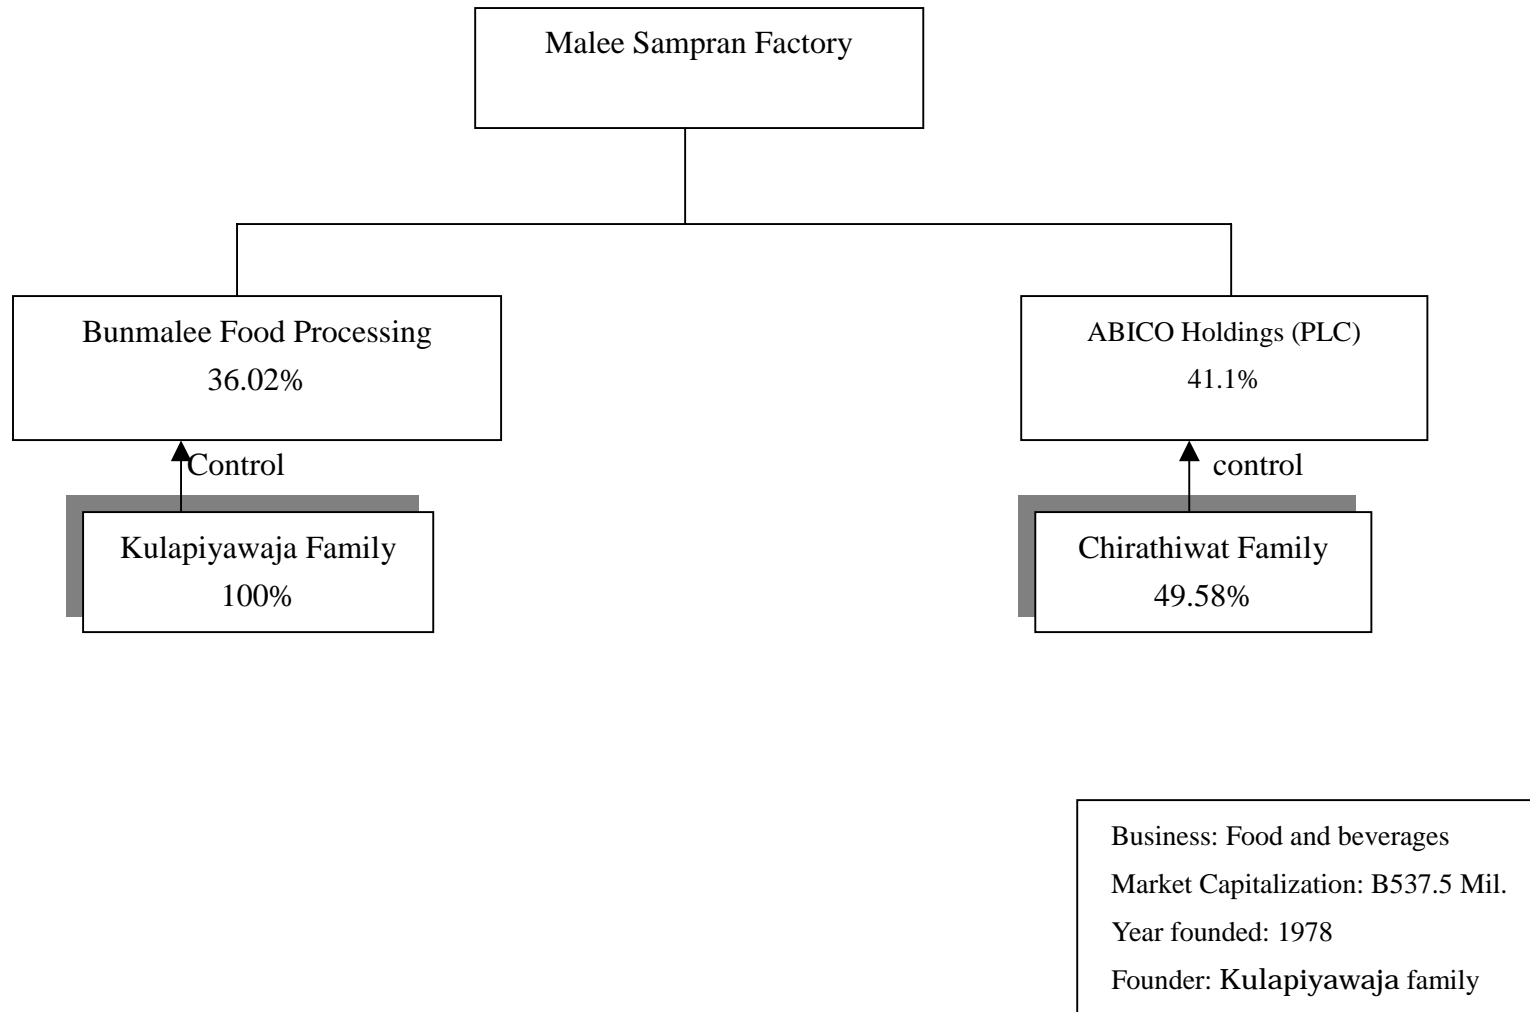 Malee Sampran Factory
Bunmalee Food Processing
36.02%
ABICO Holdings (PLC)
41.1%
Control
control
Kulapiyawaja Family
100%
Chirathiwat Family
49.58%
Business: Food and beverages
Market Capitalization: B537.5 Mil.
Year founded: 1978
Founder: Kulapiyawaja family